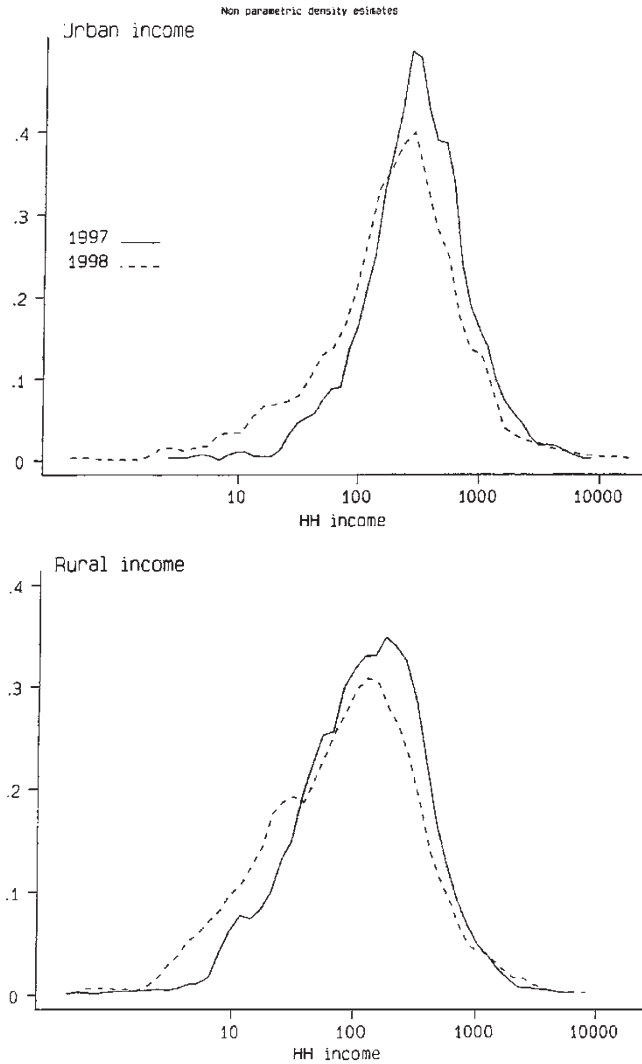 Non parametric density esimates
Urban income
.4
.3
1997
1998
.2
.1
0
10 100 1000 10000
HH income
Rural income
.4
.3
.2
.1
0
10 100 1000 10000
HH income